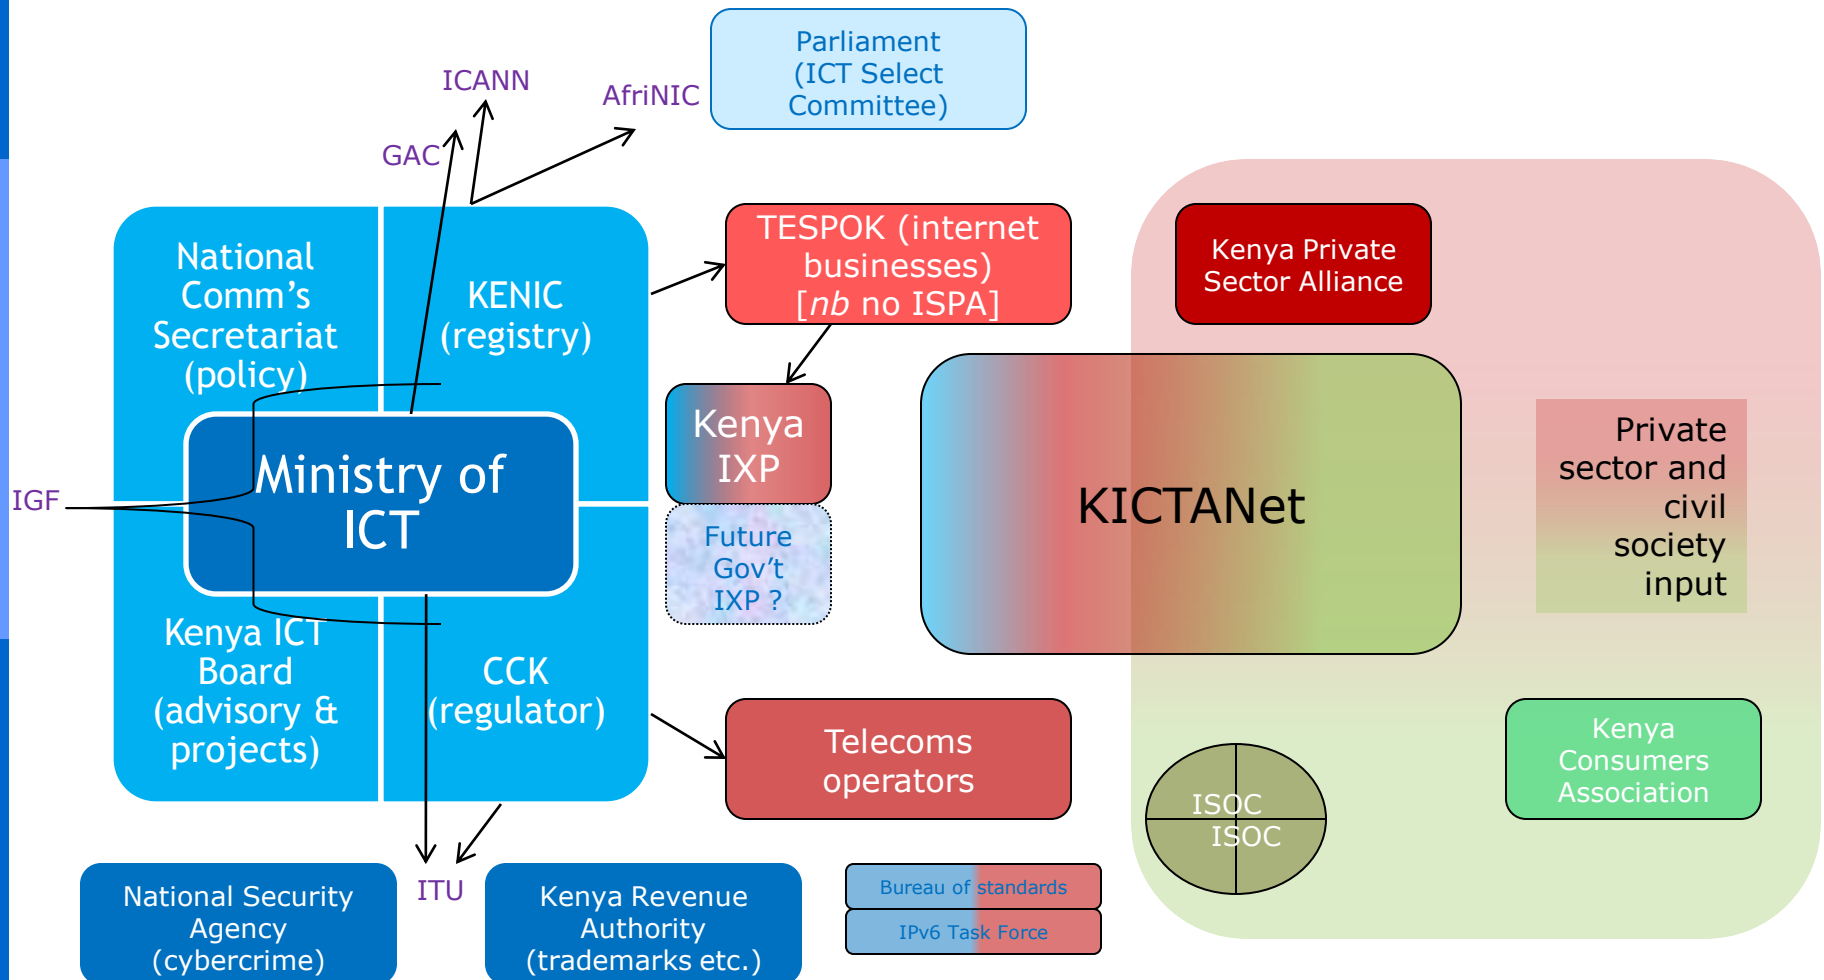 Parliament
(ICT Select
Committee)
ICANN
AfriNIC
GAC
National
Comm’s
Secretariat
(policy)
KENIC
(registry)
TESPOK (internet
businesses)
[nb no ISPA]
Kenya Private
Sector Alliance
Kenya
IXP
Ministry of
ICT
IGF
KICTANet
Private
sector and
civil
society
input
Future
Gov’t
IXP ?
Kenya ICT
Board
(advisory &
projects)
CCK
(regulator)
Telecoms
operators
Kenya
Consumers
Association
ISOC
ISOC
National Security
Agency
(cybercrime)
ITU
Kenya Revenue
Authority
(trademarks etc.)
Bureau of standards
IPv6 Task Force